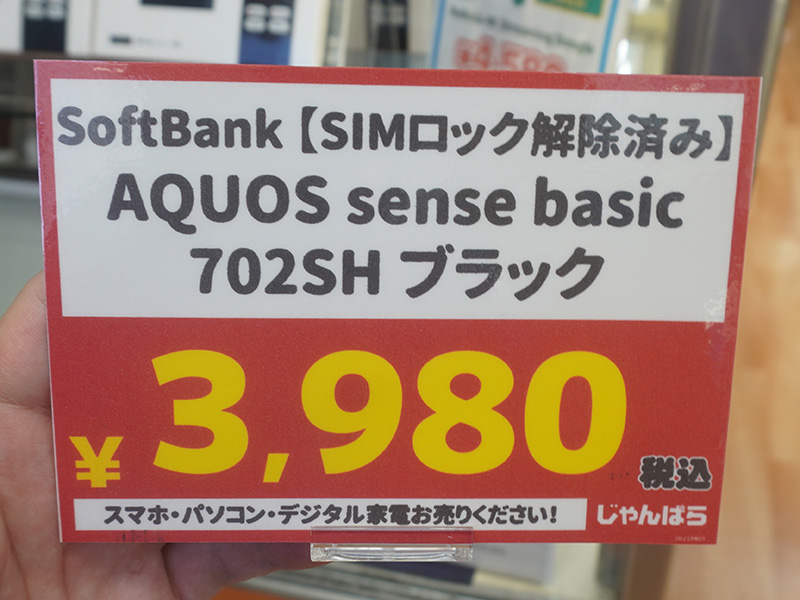 SoftBank【SIMロック解除済み】
AQUOS sense basic
702SH ブラック
¥3,980
税込
スマホ・パソコン・デジタル家電お売りください!
じゃんぱら